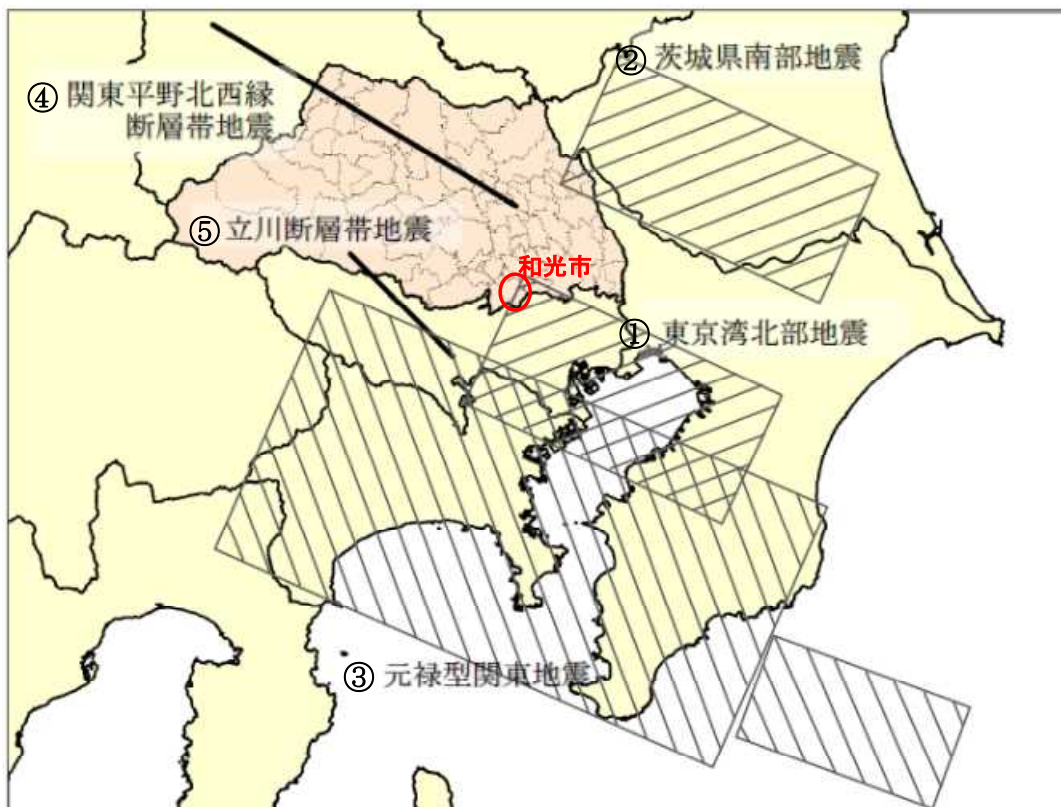 ② 茨城県南部地震
④ 関東平野北西縁
断層帯地震
⑤ 立川断層帯地震
和光市
① 東京湾北部地震
③ 元禄型関東地震